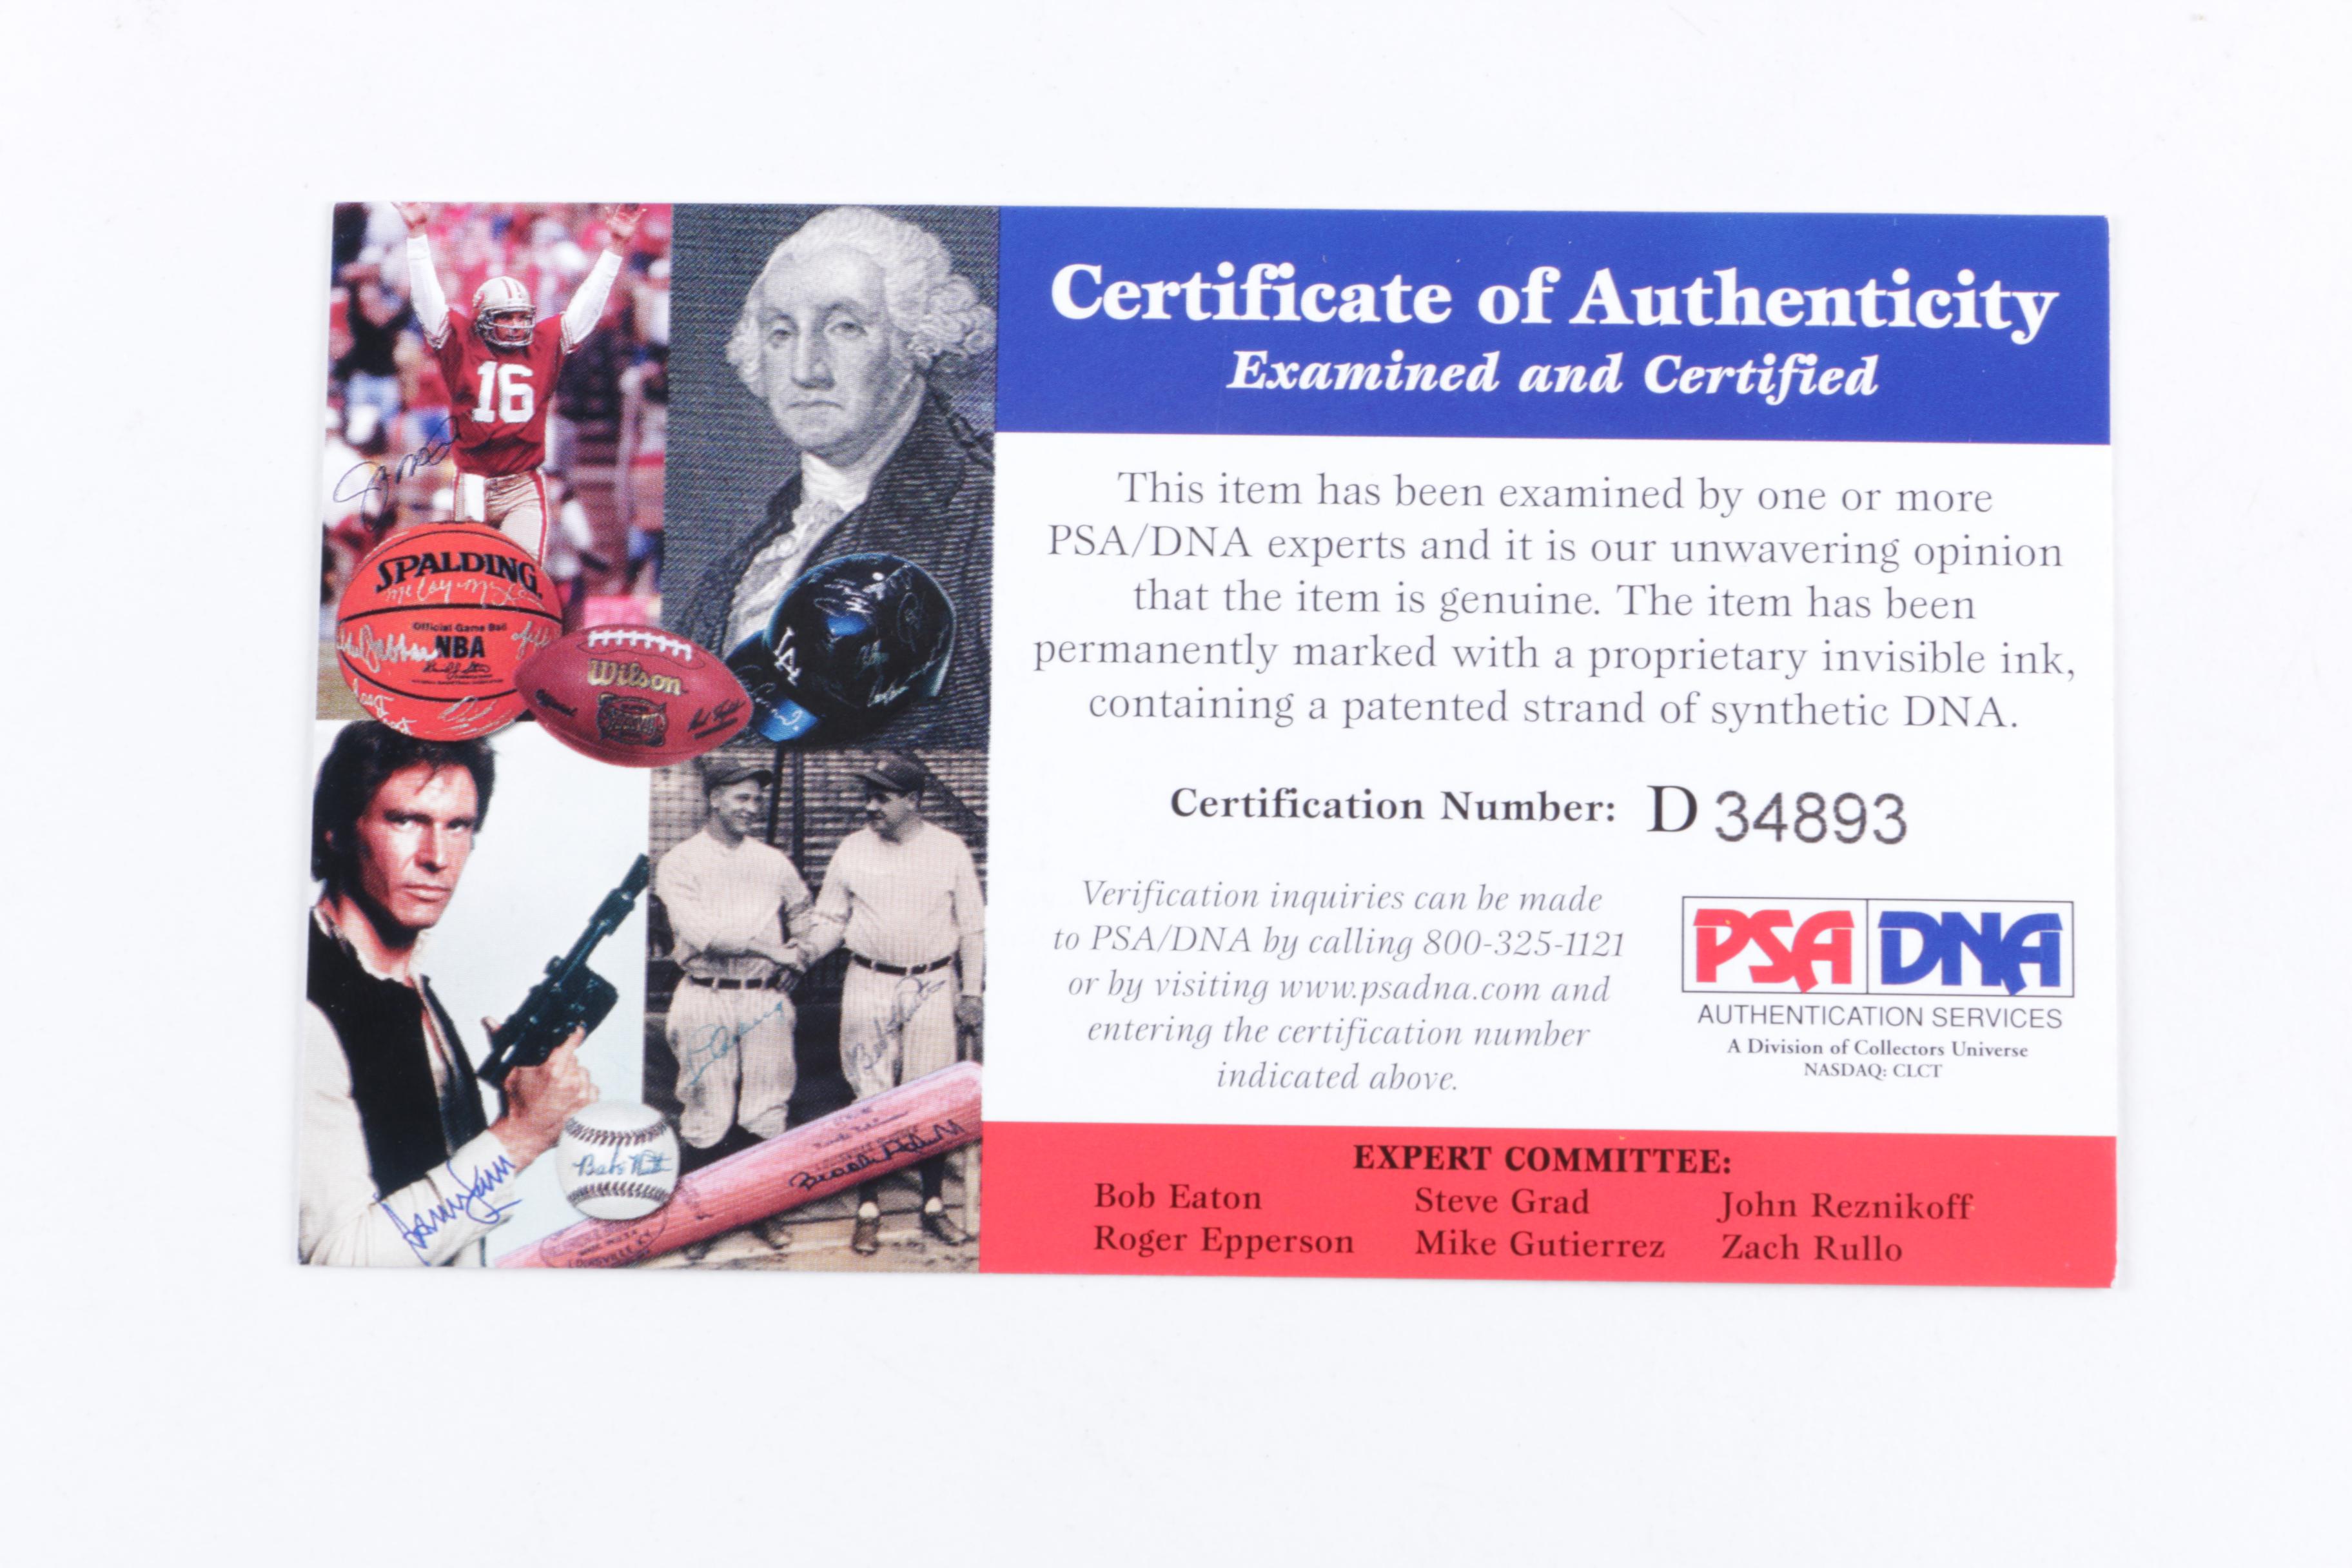 Certificate of Authenticity
Examined and Certified
This item has been examined by one or more
PSA/DNA experts and it is our unwavering opinion
that the item is genuine. The item has been
permanently marked with a proprietary invisible ink,
containing a patented strand of synthetic DNA.
Certification Number: D 34893
Verification inquiries can be made
to PSA/DNA by calling 800-325-1121
or by visiting www.psadna.com and
entering the certification number
indicated above.
PSA DNA
AUTHENTICATION SERVICES
A Division of Collectors Universe
NASDAQ: CLCT
EXPERT COMMITTEE:
Bob Eaton Steve Grad John Reznikoff
Roger Epperson Mike Gutierrez Zach Rullo
16
SPALDING
Official Game Ball
NBA
Wilson
LA
Babe Ruth